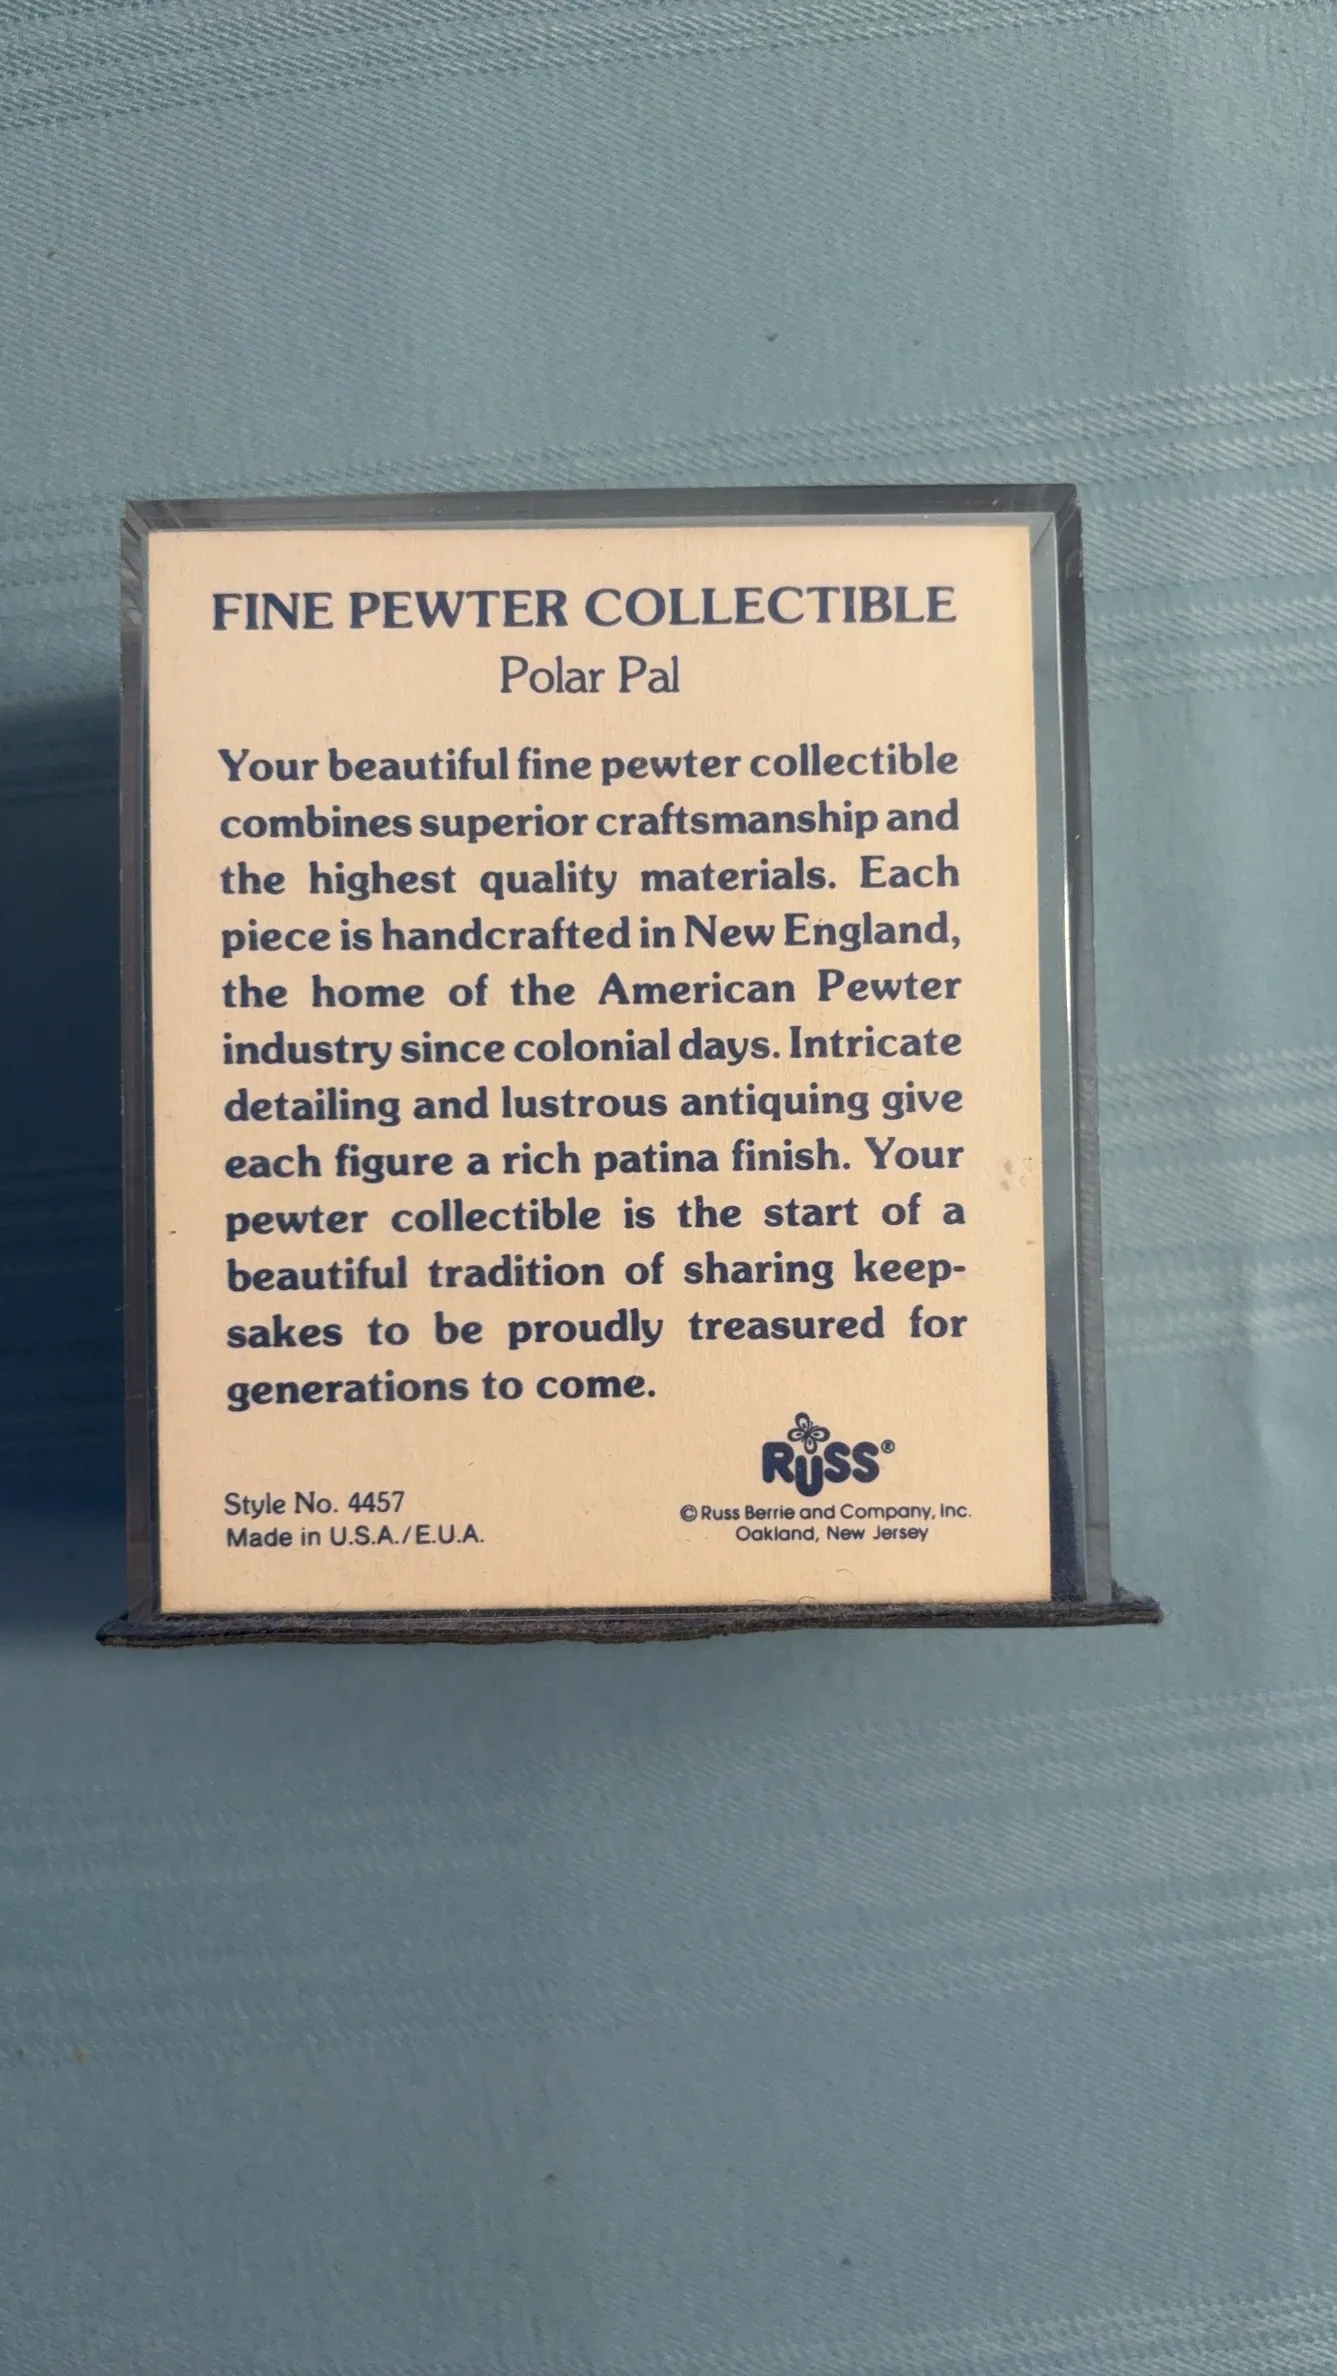 FINE PEWTER COLLECTIBLE
Polar Pal
Your beautiful fine pewter collectible
combines superior craftsmanship and
the highest quality materials. Each
piece is handcrafted in New England,
the home of the American Pewter
industry since colonial days. Intricate
detailing and lustrous antiquing give
each figure a rich patina finish. Your
pewter collectible is the start of a
beautiful tradition of sharing keep-
sakes to be proudly treasured for
generations to come.
Style No. 4457
Made in U.S.A./E.U.A.
RUSS®
© Russ Berrie and Company, Inc.
Oakland, New Jersey